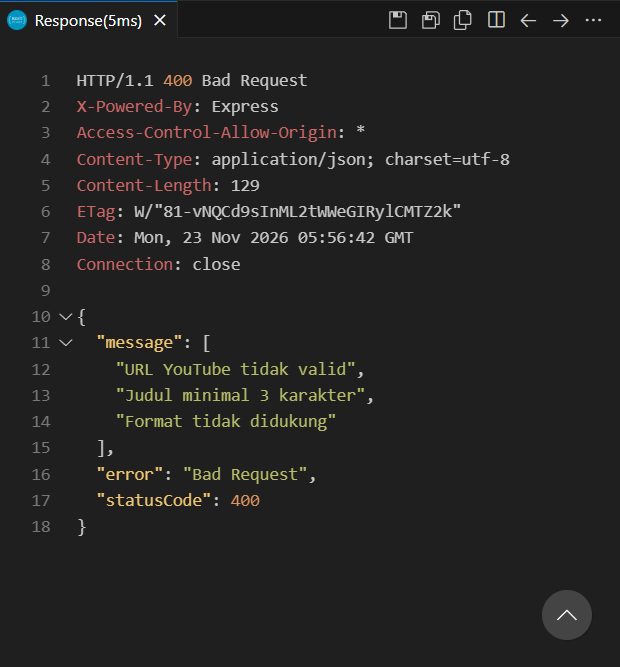 Response(5ms)
1 HTTP/1.1 400 Bad Request
2 X-Powered-By: Express
3 Access-Control-Allow-Origin: *
4 Content-Type: application/json; charset=utf-8
5 Content-Length: 129
6 ETag: W/"81-vNQCd9sInML2tWWeGIRylCMTZ2k"
7 Date: Mon, 23 Nov 2026 05:56:42 GMT
8 Connection: close
9
10 {
11   "message": [
12     "URL YouTube tidak valid",
13     "Judul minimal 3 karakter",
14     "Format tidak didukung"
15   ],
16   "error": "Bad Request",
17   "statusCode": 400
18 }